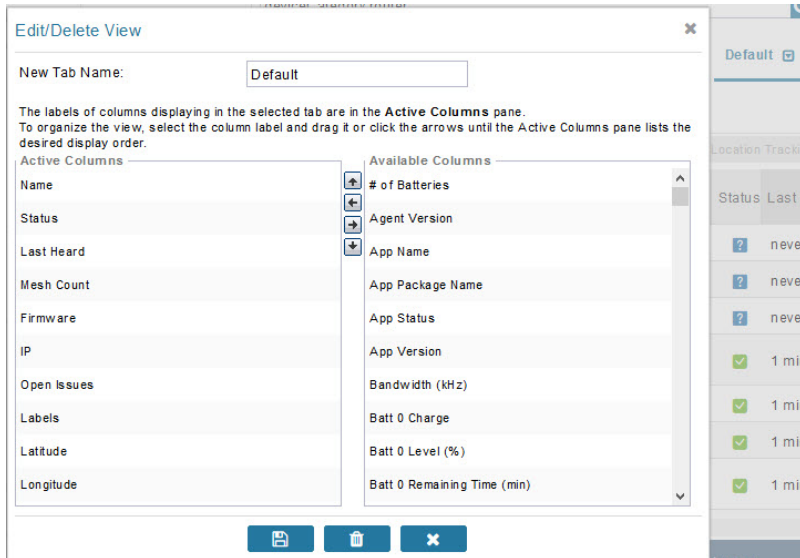 Edit/Delete View
New Tab Name:
Default
The labels of columns displaying in the selected tab are in the Active Columns pane.
To organize the view, select the column label and drag it or click the arrows until the Active Columns pane lists the
desired display order.
Active Columns
Name
Status
Last Heard
Mesh Count
Firmware
IP
Open Issues
Labels
Latitude
Longitude
Available Columns
# of Batteries
Agent Version
App Name
App Package Name
App Status
App Version
Bandwidth (kHz)
Batt 0 Charge
Batt 0 Level (%)
Batt 0 Remaining Time (min)
Default
Location Tracki
Status Last
? neve
? neve
? neve
1 mi
1 mi
1 mi
1 mi